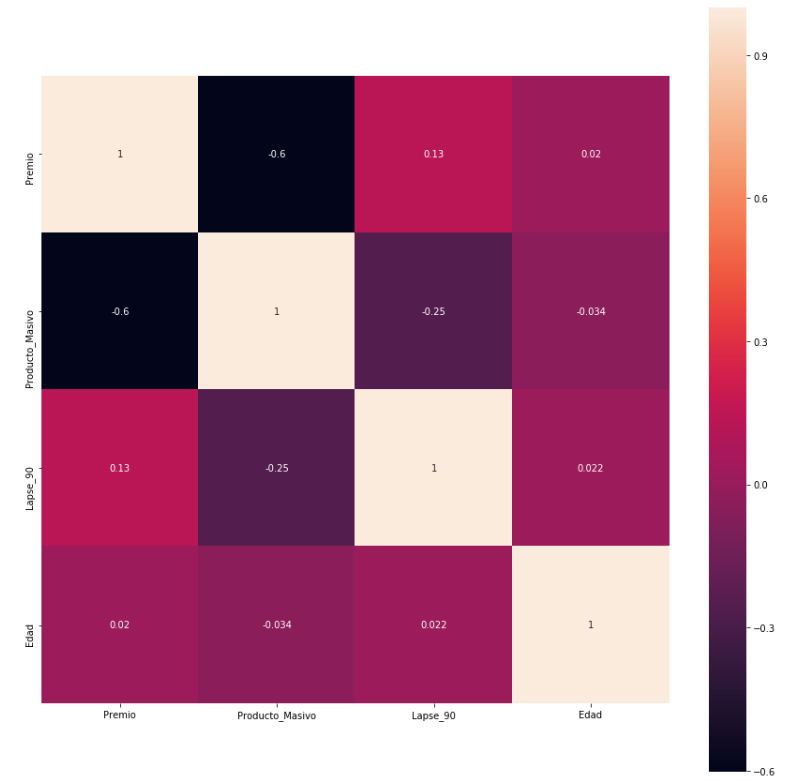 0.9
Premio
1
-0.6
0.13
0.02
0.6
Producto_Masivo
-0.6
1
-0.25
-0.034
0.3
0.0
Lapse_90
0.13
-0.25
1
0.022
Edad
0.02
-0.034
0.022
1
−0.3
Premio
Producto_Masivo
Lapse_90
Edad
−0.6